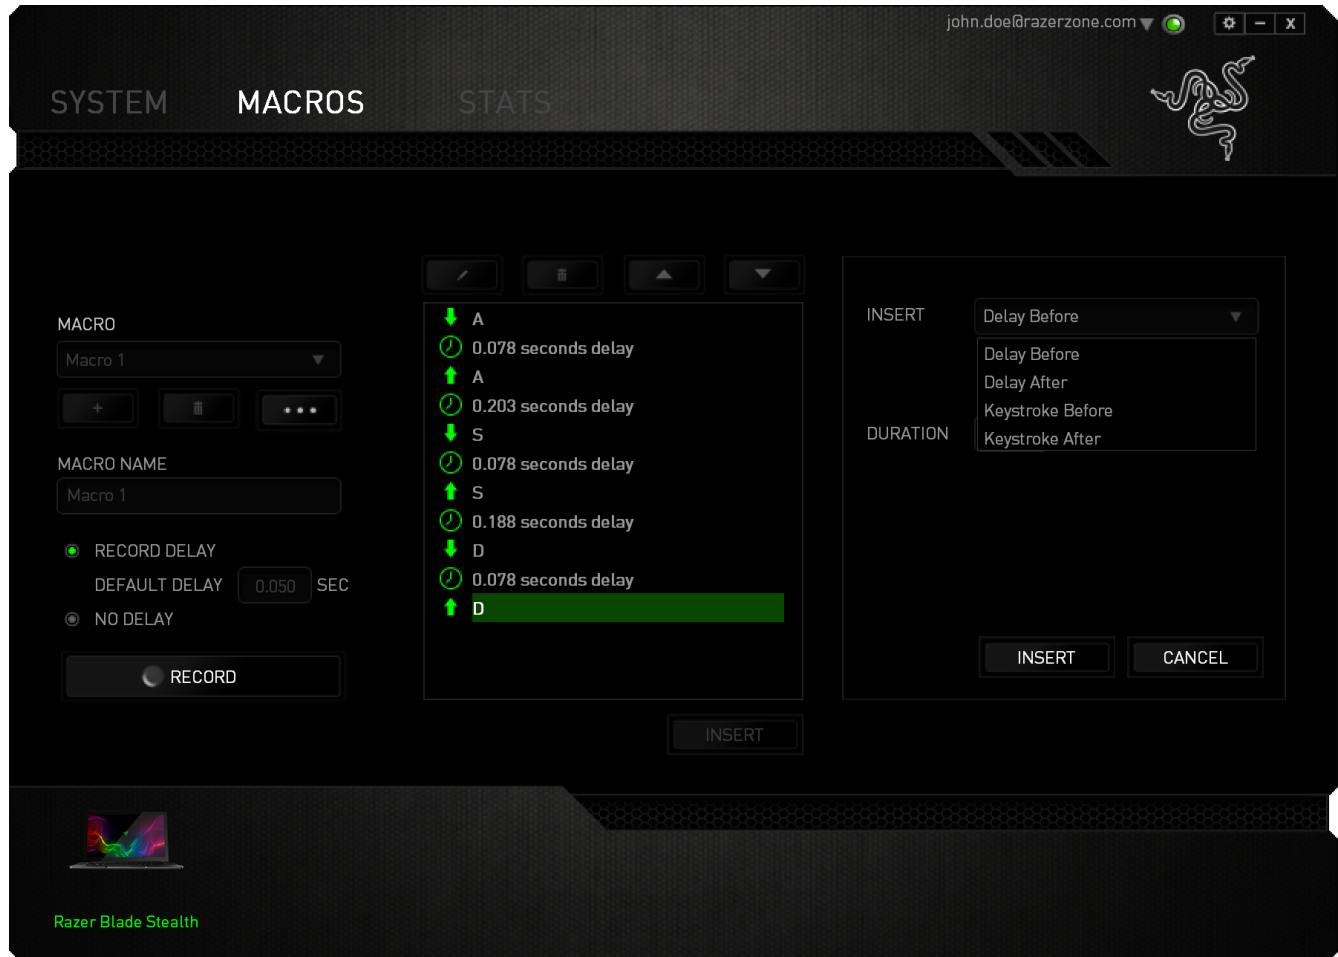 john.doe@razerzone.com
X
SYSTEM MACROS STATS
MACRO
Macro 1
MACRO NAME
Macro 1
RECORD DELAY
DEFAULT DELAY 0.050 SEC
NO DELAY
RECORD
A
0.078 seconds delay
A
0.203 seconds delay
S
0.078 seconds delay
S
0.188 seconds delay
D
0.078 seconds delay
D
INSERT
INSERT Delay Before
Delay Before
Delay After
Keystroke Before
Keystroke After
DURATION
INSERT CANCEL
Razer Blade Stealth